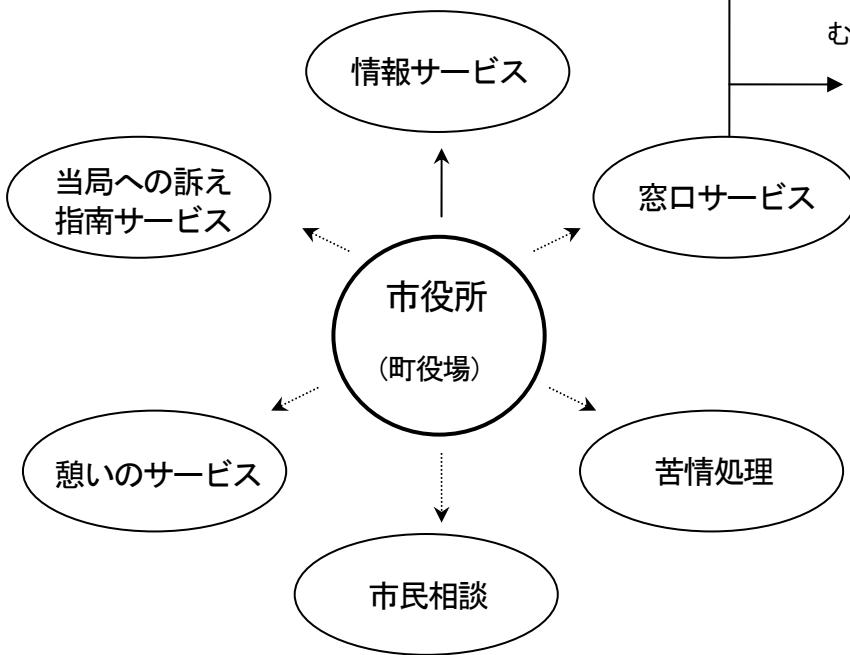 む
情報サービス
当局への訴え
指南サービス
窓口サービス
市役所
(町役場)
憩いのサービス
苦情処理
市民相談